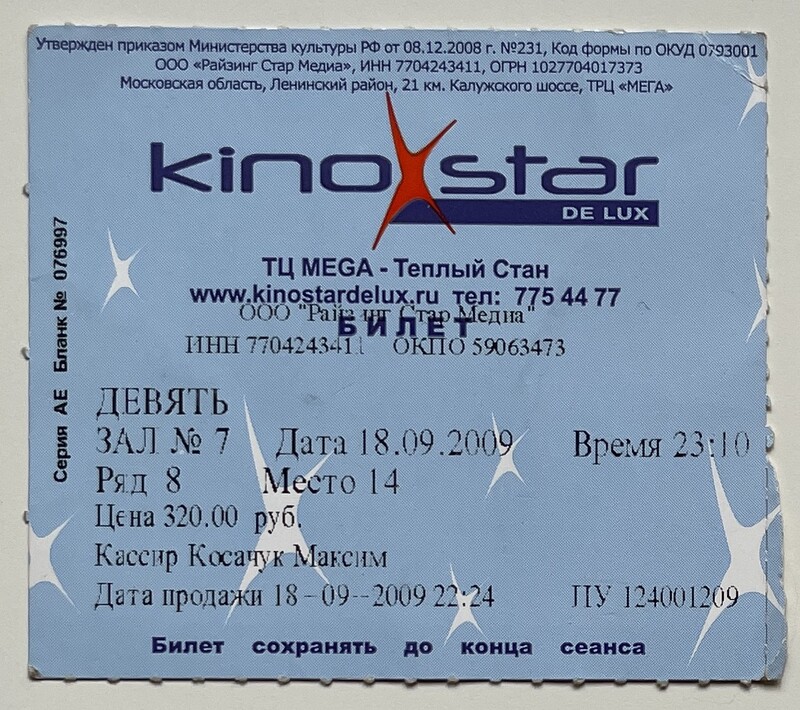 Утвержден приказом Министерства культуры РФ от 08.12.2008 г. №231, Код формы по ОКУД 0793001
ООО «Райзинг Стар Медиа», ИНН 7704243411, ОГРН 1027704017373
Московская область, Ленинский район, 21 км. Калужского шоссе, ТРЦ «МЕГА»
kinostar
DE LUX
ТЦ MEGA - Теплый Стан
www.kinostardelux.ru тел: 775 44 77
ООО "Райзинг Стар Медиа"
БИЛЕТ
ИНН 7704243411 ОКПО 59063473
Серия АЕ Бланк № 076997
ДЕВЯТЬ
ЗАЛ № 7 Дата 18.09.2009 Время 23:10
Ряд 8 Место 14
Цена 320.00 руб.
Кассир Косачук Максим
Дата продажи 18-09-2009 22:24 ПУ 124001209
Билет сохранять до конца сеанса